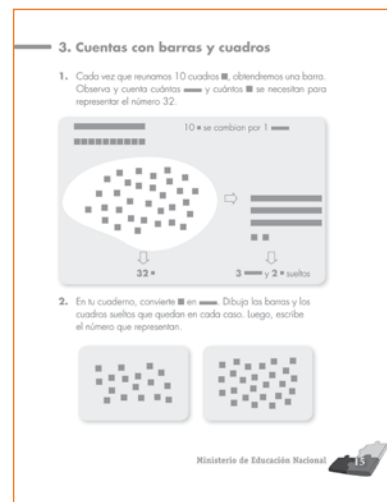 3. Cuentas con barras y cuadros
1. Cada vez que reunamos 10 cuadros ■, obtendremos una barra.
Observa y cuenta cuántas ▬ y cuántos ■ se necesitan para
representar el número 32.
10 ■ se cambian por 1 ▬
32 ■
3 ▬ y 2 ■ sueltos
2. En tu cuaderno, convierte ■ en ▬. Dibuja las barras y los
cuadros sueltos que quedan en cada caso. Luego, escribe
el número que representan.
Ministerio de Educación Nacional
15